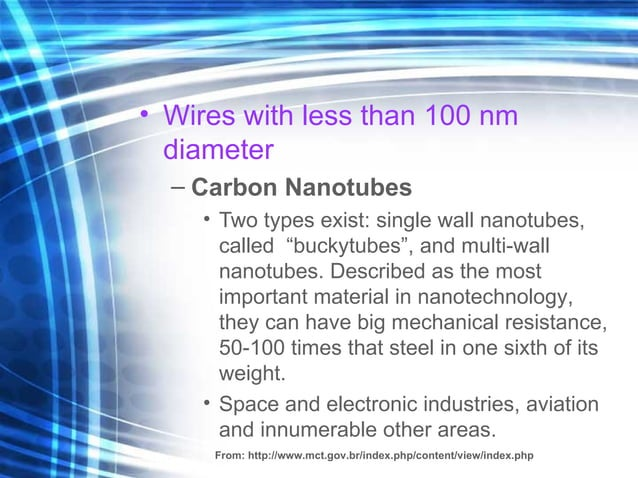 • Wires with less than 100 nm
diameter
– Carbon Nanotubes
• Two types exist: single wall nanotubes,
called “buckytubes”, and multi-wall
nanotubes. Described as the most
important material in nanotechnology,
they can have big mechanical resistance,
50-100 times that steel in one sixth of its
weight.
• Space and electronic industries, aviation
and innumerable other areas.
From: http://www.mct.gov.br/index.php/content/view/index.php